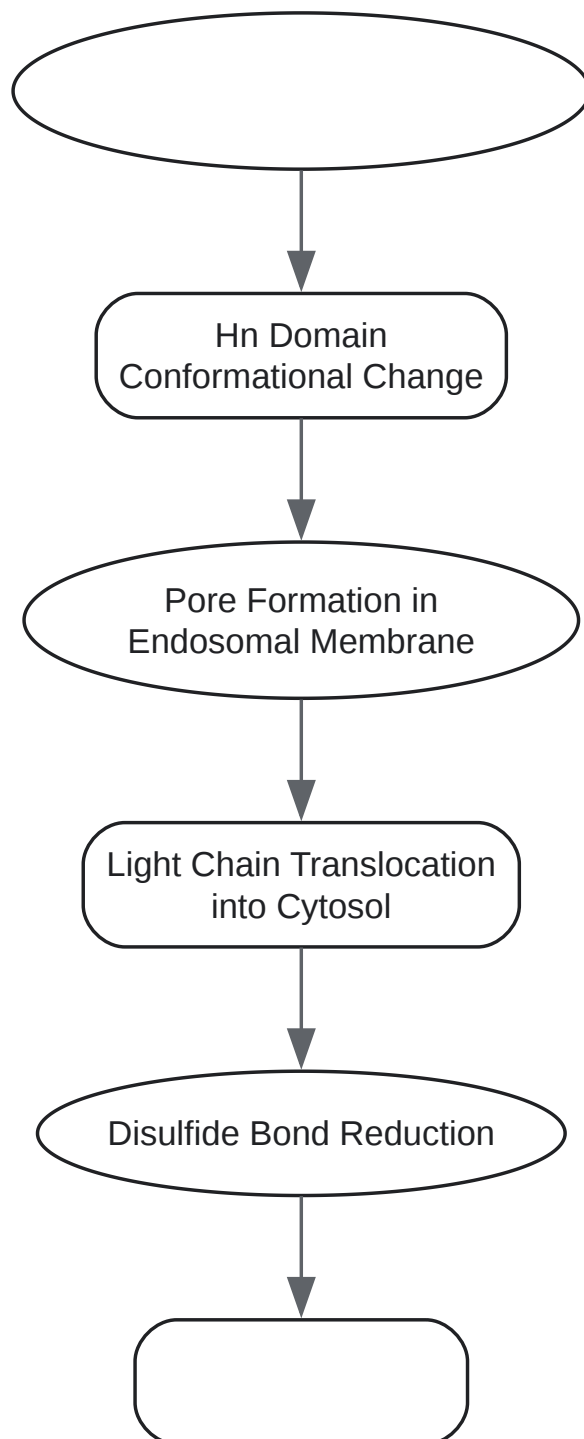 Hn Domain
Conformational Change
Pore Formation in
Endosomal Membrane
Light Chain Translocation
into Cytosol
Disulfide Bond Reduction